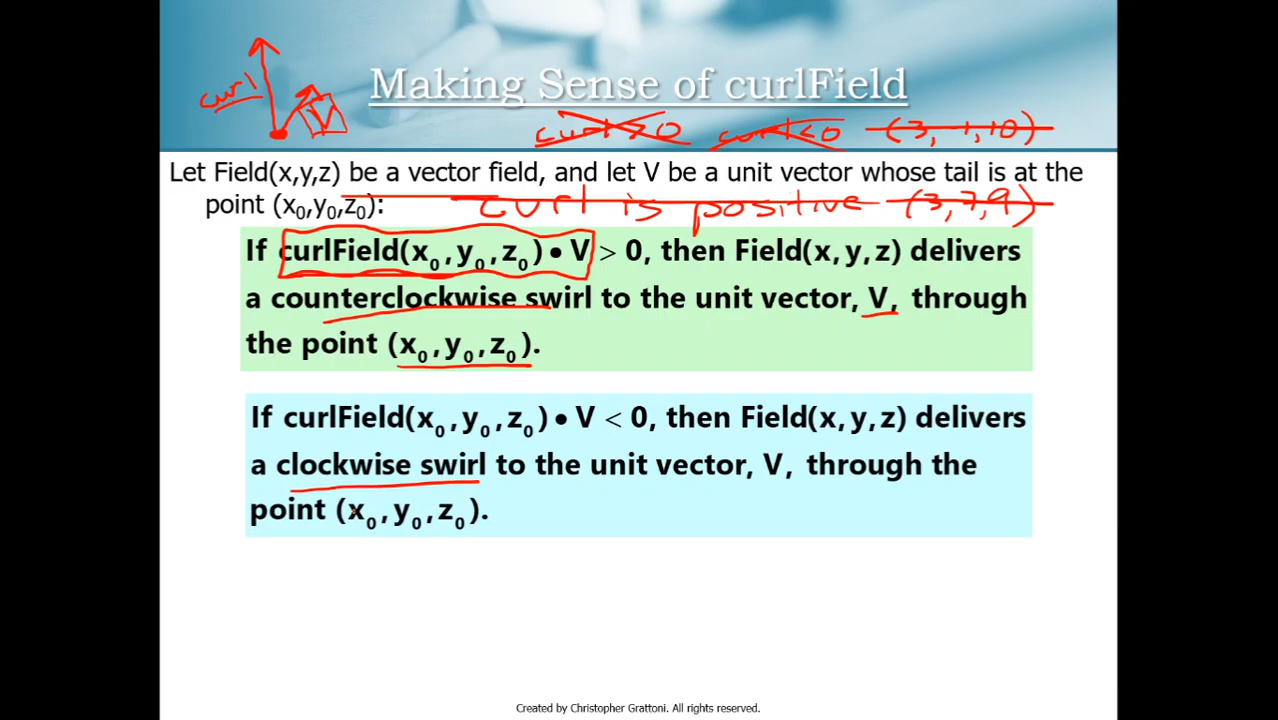 curl
V
Making Sense of curlField
curl > 0 curl < 0 (3, -1, 10)
Let Field(x,y,z) be a vector field, and let V be a unit vector whose tail is at the
point (x₀,y₀,z₀):
curl is positive (3, 7, 9)
If curlField(x₀,y₀,z₀) • V > 0, then Field(x,y,z) delivers
a counterclockwise swirl to the unit vector, V, through
the point (x₀,y₀,z₀).
If curlField(x₀,y₀,z₀) • V < 0, then Field(x,y,z) delivers
a clockwise swirl to the unit vector, V, through the
point (x₀,y₀,z₀).
Created by Christopher Grattoni. All rights reserved.